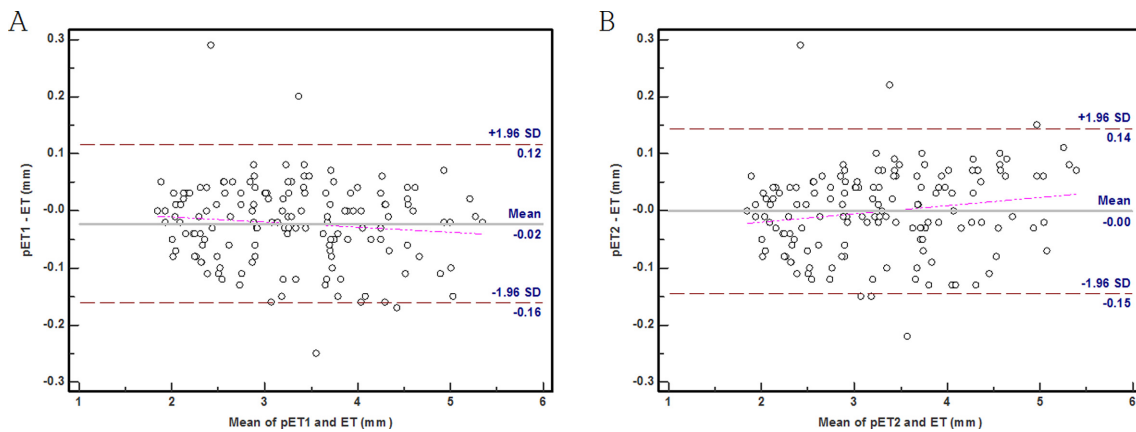 A
0.3
0.2
0.1
-0.0
-0.1
-0.2
-0.3
pET1 - ET (mm)
+1.96 SD
0.12
Mean
-0.02
-1.96 SD
-0.16
1
2
3
4
5
6
Mean of pET1 and ET (mm)
B
0.3
0.2
0.1
-0.0
-0.1
-0.2
-0.3
pET2 - ET (mm)
+1.96 SD
0.14
Mean
-0.00
-1.96 SD
-0.15
1
2
3
4
5
6
Mean of pET2 and ET (mm)